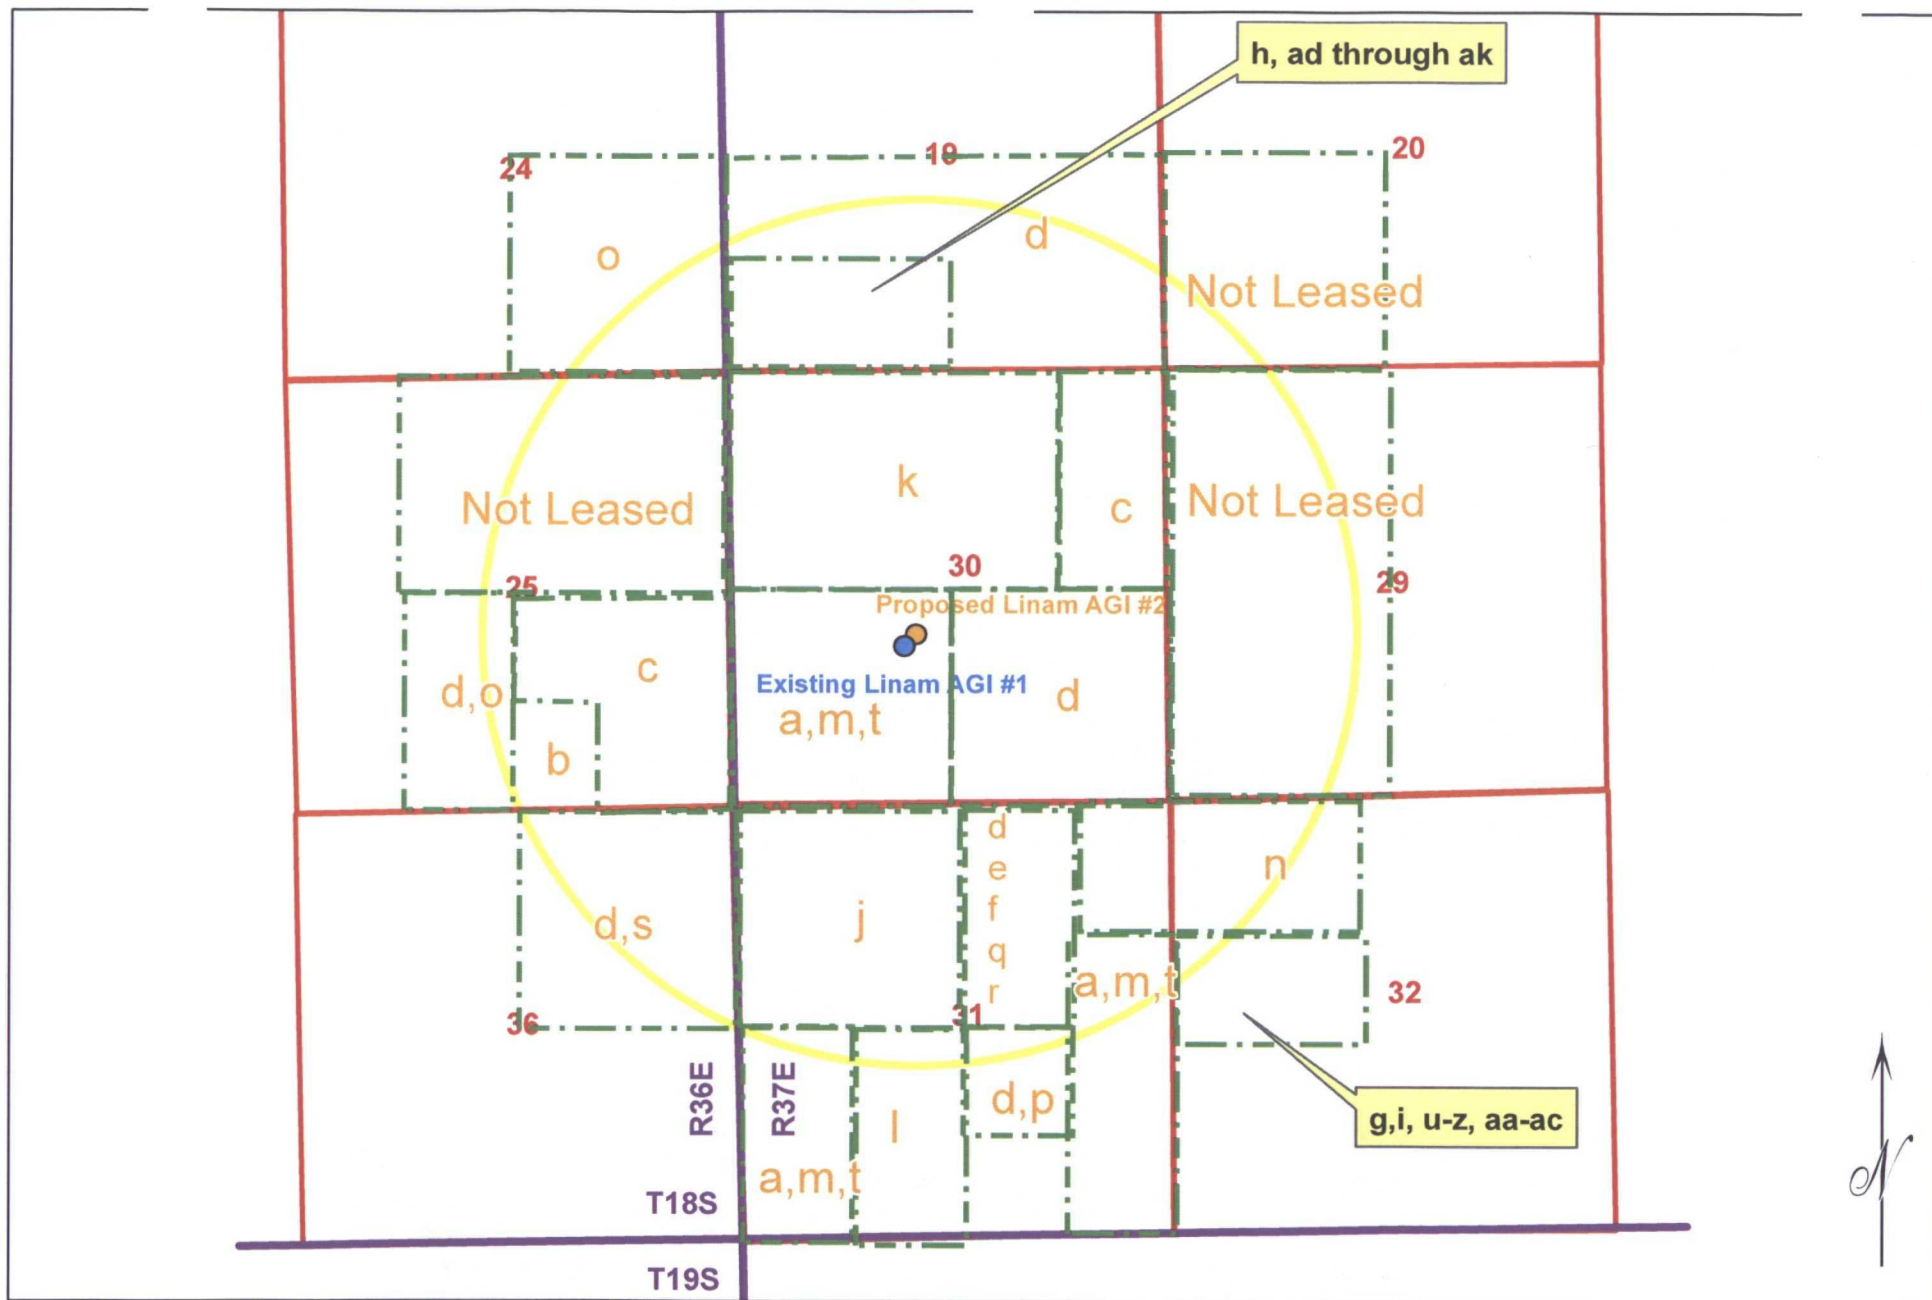 h, ad through ak
24
19
20
o
d
Not Leased
Not Leased
k
c
Not Leased
30
25
29
Proposed Linam AGI #2
d,o
c
Existing Linam AGI #1
a,m,t
d
b
d
e
f
q
r
n
d,s
j
a,m,t
32
36
31
R36E
R37E
l
d,p
g,i, u-z, aa-ac
a,m,t
T18S
T19S
N